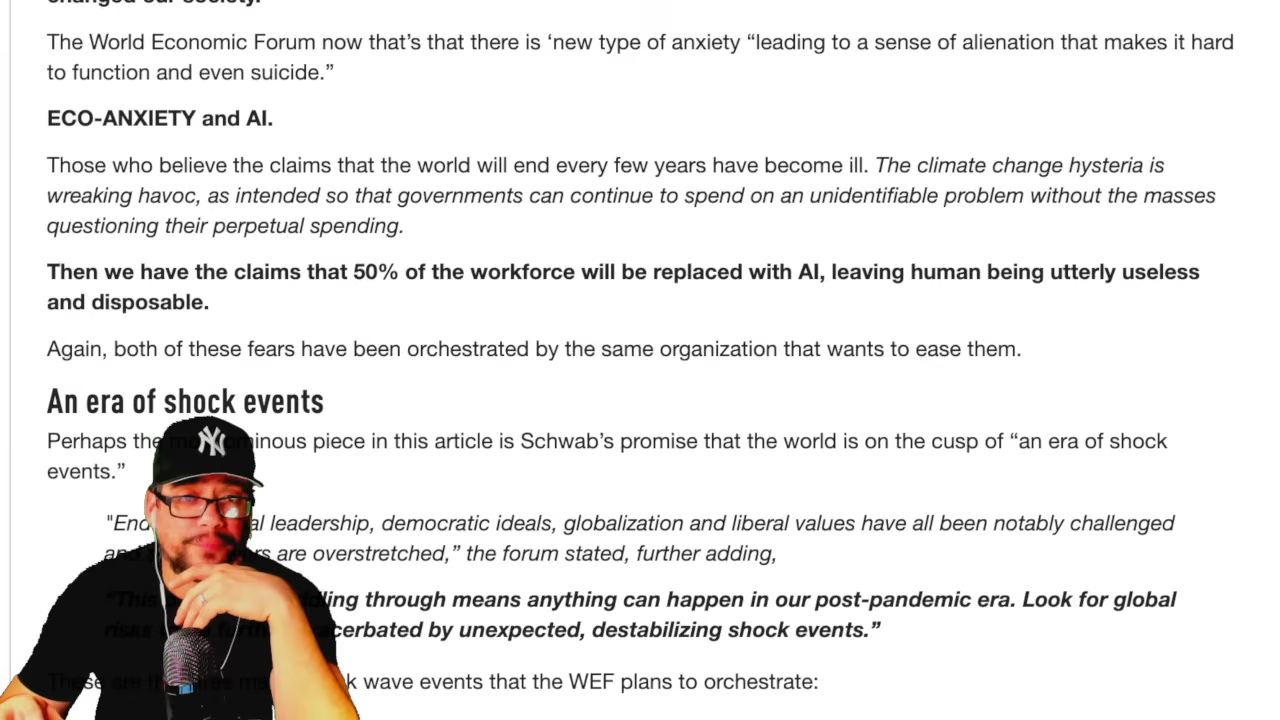 changed our society.
The World Economic Forum now that's that there is ‘new type of anxiety “leading to a sense of alienation that makes it hard
to function and even suicide.”
ECO-ANXIETY and AI.
Those who believe the claims that the world will end every few years have become ill. The climate change hysteria is
wreaking havoc, as intended so that governments can continue to spend on an unidentifiable problem without the masses
questioning their perpetual spending.
Then we have the claims that 50% of the workforce will be replaced with AI, leaving human being utterly useless
and disposable.
Again, both of these fears have been orchestrated by the same organization that wants to ease them.
An era of shock events
Perhaps the ominous piece in this article is Schwab’s promise that the world is on the cusp of “an era of shock
events.”
leadership, democratic ideals, globalization and liberal values have all been notably challenged
are overstretched,” the forum stated, further adding,
“This through means anything can happen in our post-pandemic era. Look for global
risks by unexpected, destabilizing shock events.”
These are wave events that the WEF plans to orchestrate:
NY